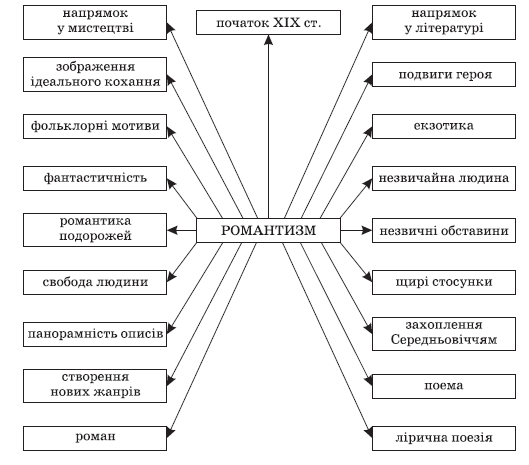 напрямок
у мистецтві
початок XIX ст.
напрямок
у літературі
зображення
ідеального кохання
подвиги героя
фольклорні мотиви
екзотика
фантастичність
незвичайна людина
романтика
подорожей
РОМАНТИЗМ
незвичні обставини
свобода людини
щирі стосунки
панорамність описів
захоплення
Середньовіччям
створення
нових жанрів
поема
роман
лірична поезія